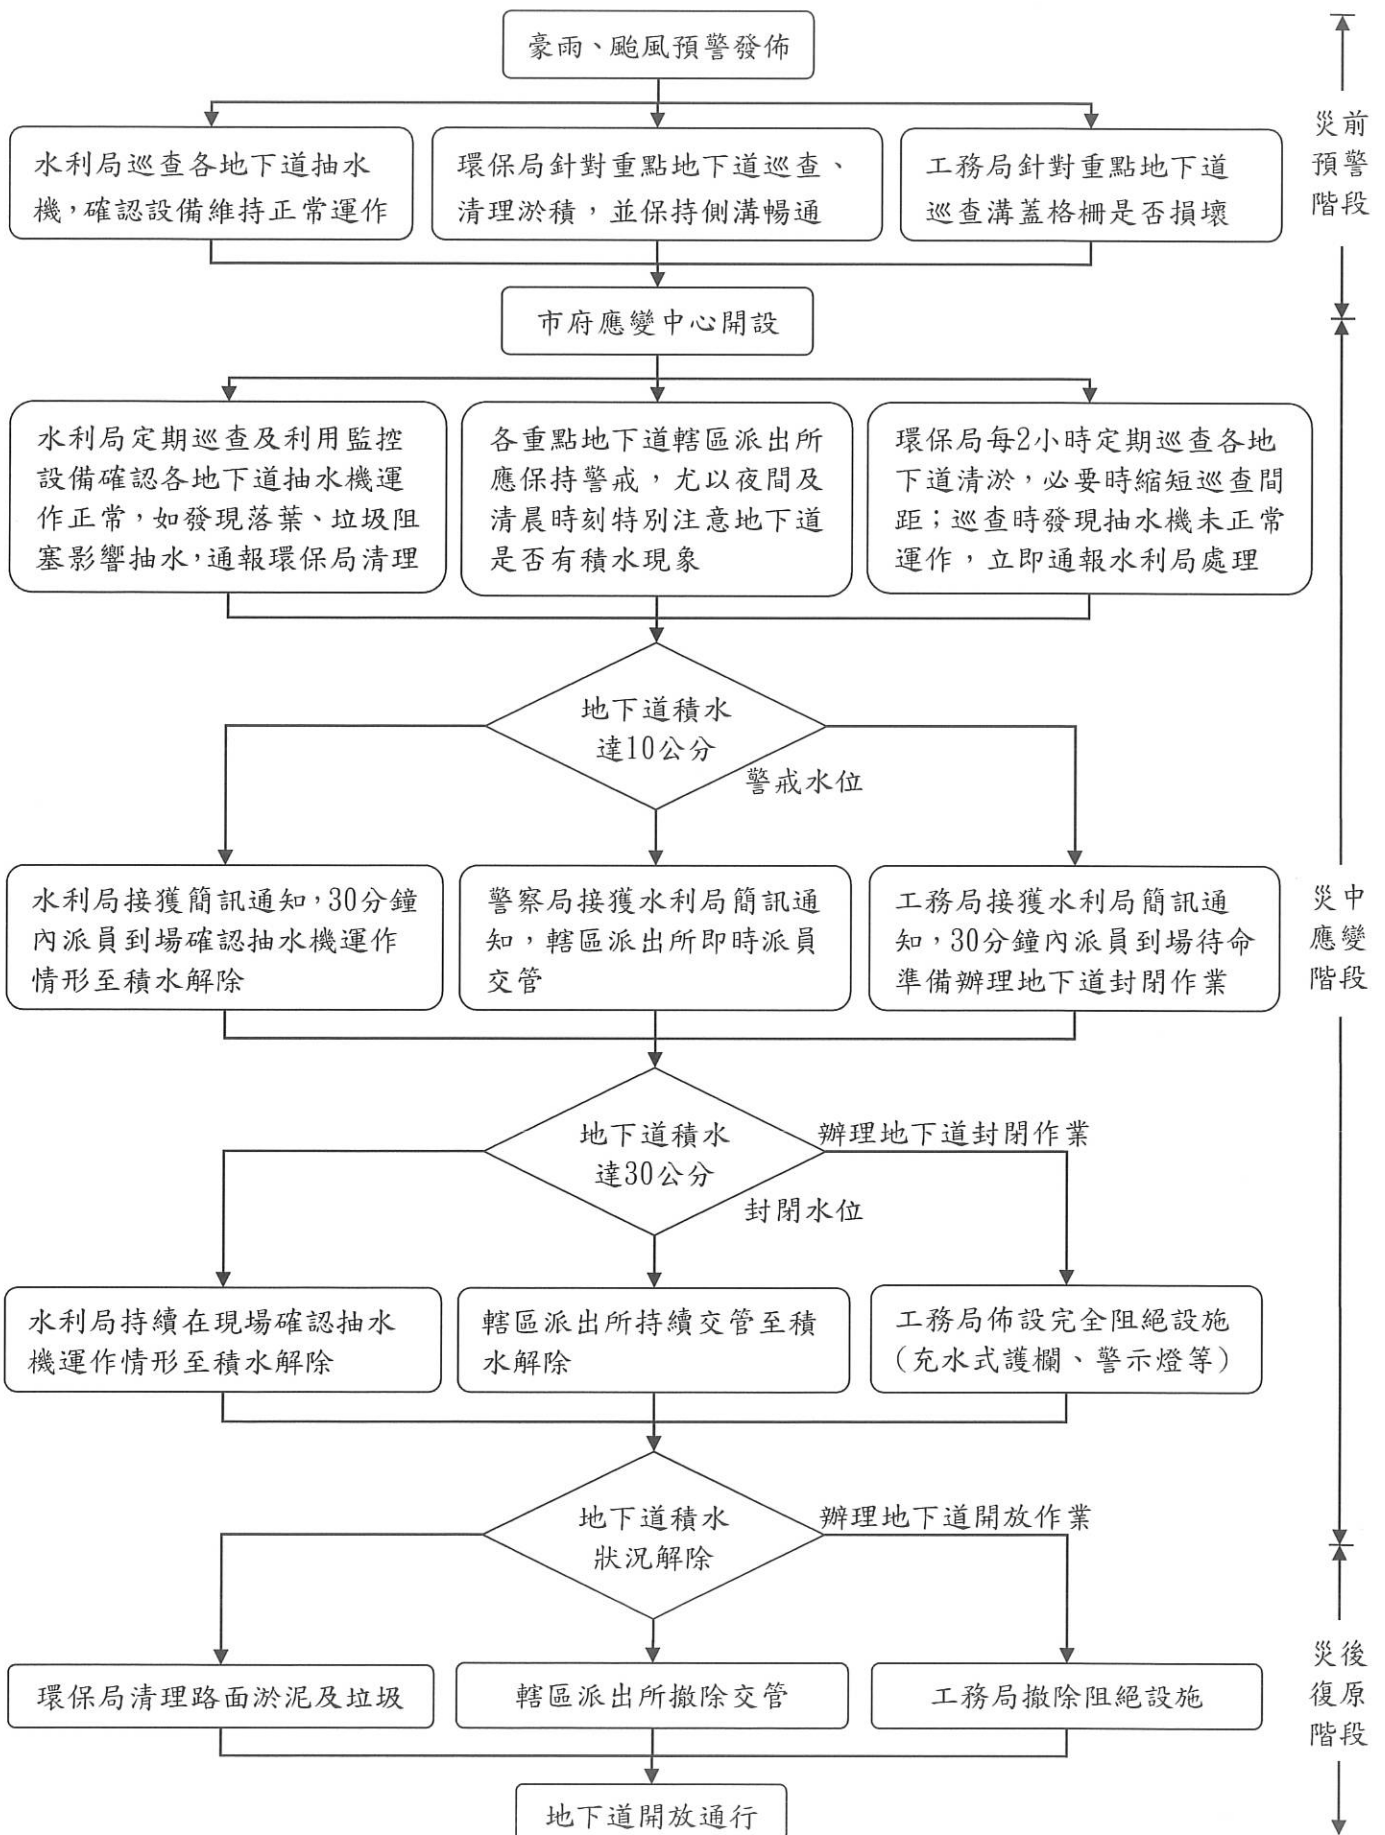 豪雨、颱風預警發佈
水利局巡查各地下道抽水
機，確認設備維持正常運作
環保局針對重點地下道巡查、
清理淤積，並保持側溝暢通
工務局針對重點地下道
巡查溝蓋格柵是否損壞
災前
預警
階段
市府應變中心開設
水利局定期巡查及利用監控
設備確認各地下道抽水機運
作正常，如發現落葉、垃圾阻
塞影響抽水，通報環保局清理
各重點地下道轄區派出所
應保持警戒，尤以夜間及
清晨時刻特別注意地下道
是否有積水現象
環保局每2小時定期巡查各地
下道清淤，必要時縮短巡查間
距；巡查時發現抽水機未正常
運作，立即通報水利局處理
地下道積水
達10公分
警戒水位
水利局接獲簡訊通知，30分鐘
內派員到場確認抽水機運作
情形至積水解除
警察局接獲水利局簡訊通
知，轄區派出所即時派員
交管
工務局接獲水利局簡訊通
知，30分鐘內派員到場待命
準備辦理地下道封閉作業
災中
應變
階段
地下道積水
達30公分
辦理地下道封閉作業
封閉水位
水利局持續在現場確認抽水
機運作情形至積水解除
轄區派出所持續交管至積
水解除
工務局佈設完全阻絕設施
（充水式護欄、警示燈等）
地下道積水
狀況解除
辦理地下道開放作業
環保局清理路面淤泥及垃圾
轄區派出所撤除交管
工務局撤除阻絕設施
災後
復原
階段
地下道開放通行